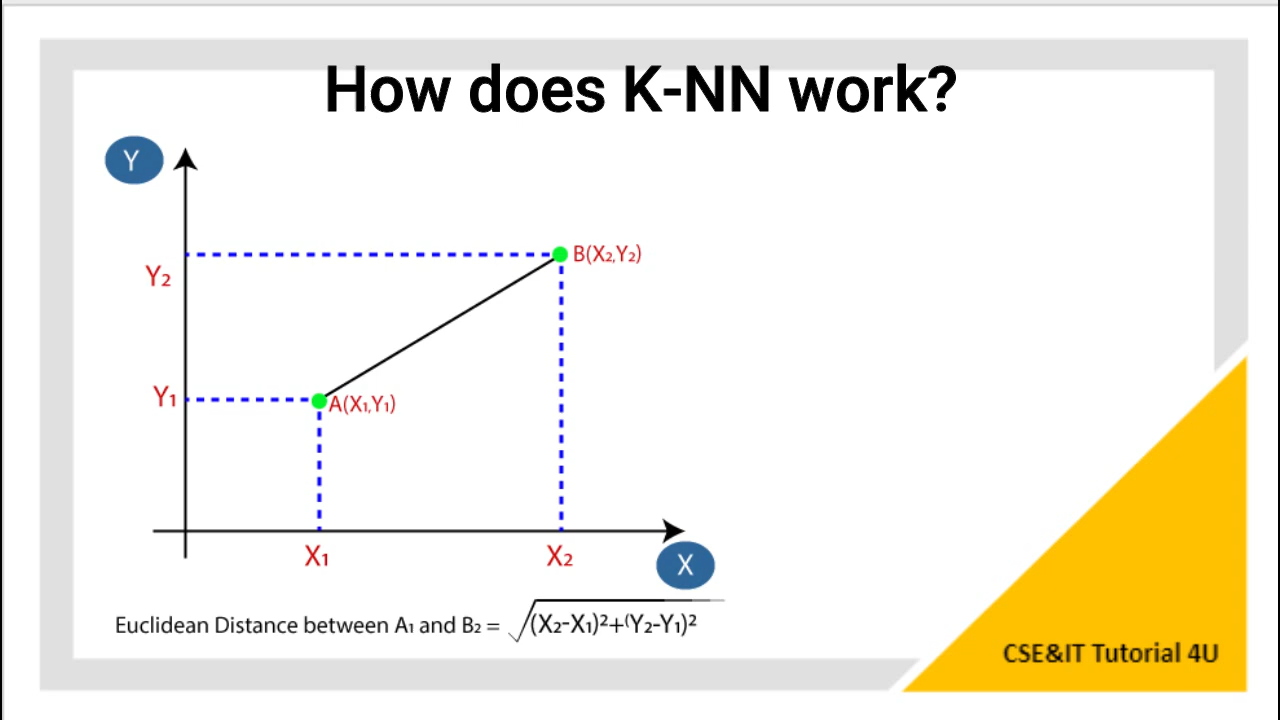 How does K-NN work?
Y
Y₂
B(X₂,Y₂)
Y₁
A(X₁,Y₁)
X₁
X₂
X
Euclidean Distance between A₁ and B₂ = √(X₂-X₁)²+(Y₂-Y₁)²
CSE&IT Tutorial 4U